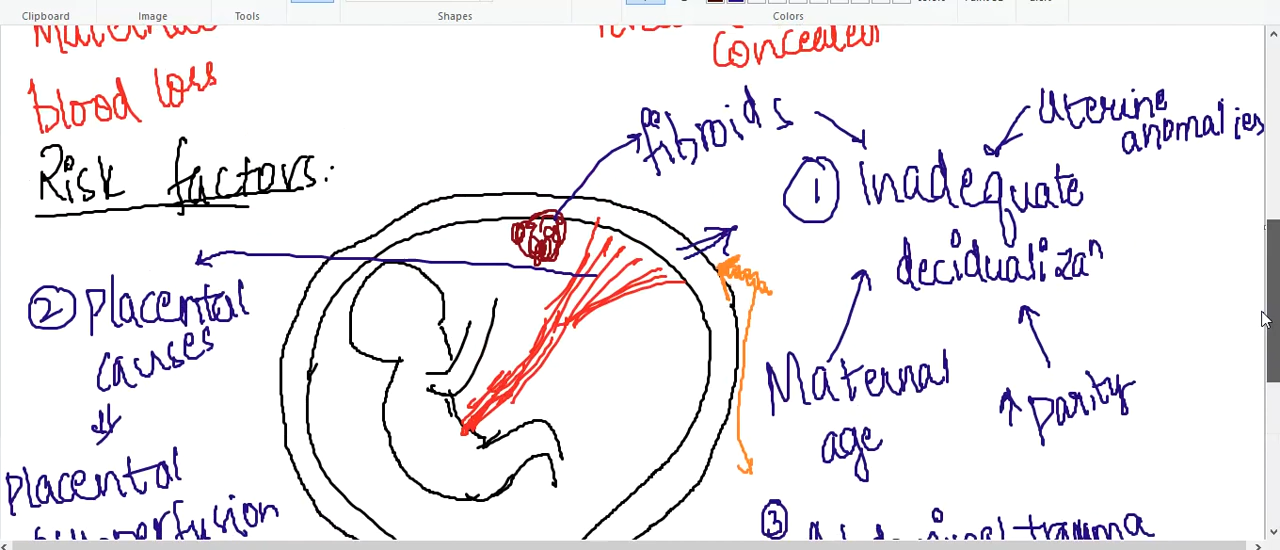 Clipboard
Image
Tools
Shapes
Colors
concealed
blood loss
Risk factors:
fibroids
uterine
anomalies
① Inadequate
decidualizaⁿ
② Placental
causes
Maternal
age
↑ parity
Placental
③
trauma